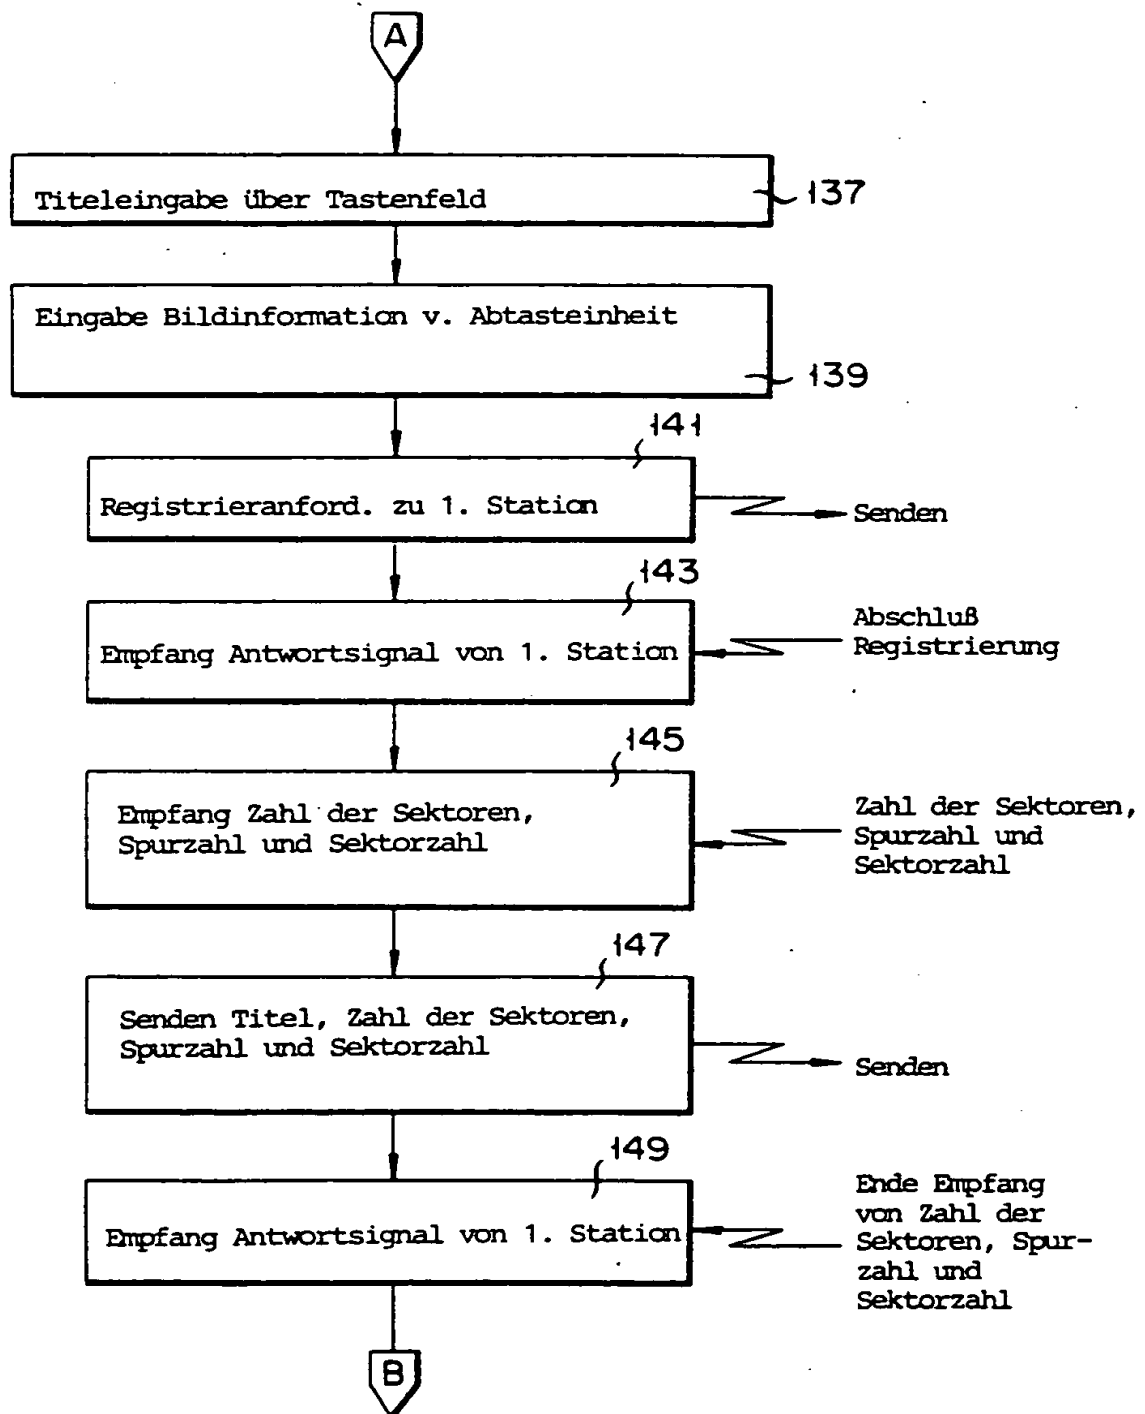 A
Titeleingabe über Tastenfeld
137
Eingabe Bildinformation v. Abtasteinheit
139
141
Registrieranford. zu 1. Station
Senden
143
Empfang Antwortsignal von 1. Station
Abschluß
Registrierung
145
Empfang Zahl der Sektoren,
Spurzahl und Sektorzahl
Zahl der Sektoren,
Spurzahl und
Sektorzahl
147
Senden Titel, Zahl der Sektoren,
Spurzahl und Sektorzahl
Senden
149
Empfang Antwortsignal von 1. Station
Ende Empfang
von Zahl der
Sektoren, Spur-
zahl und
Sektorzahl
B